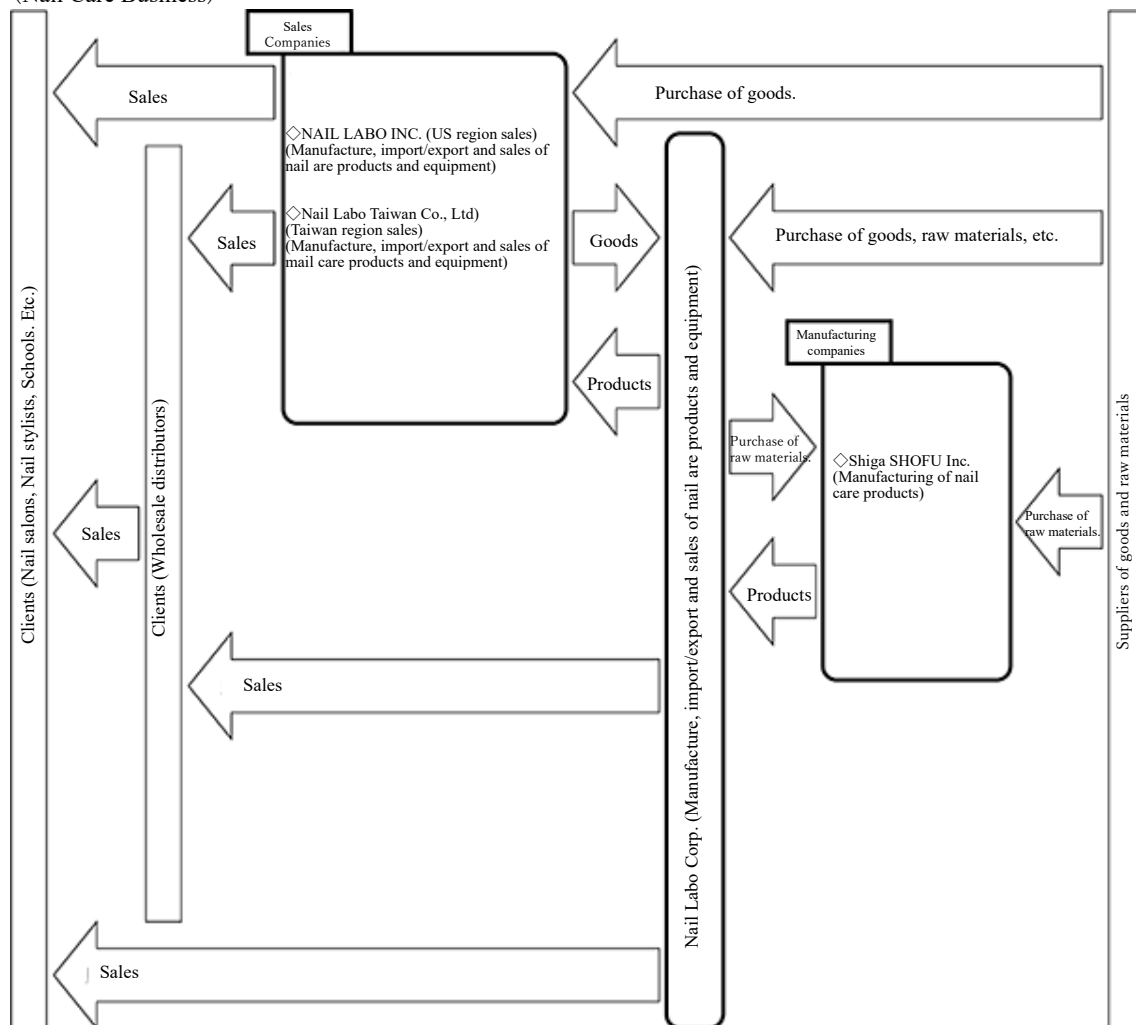 (Nail Care Business)
Sales
Companies
Sales
Purchase of goods.
◇NAIL LABO INC. (US region sales)
(Manufacture, import/export and sales of
nail are products and equipment)
◇Nail Labo Taiwan Co., Ltd)
(Taiwan region sales)
(Manufacture, import/export and sales of
mail care products and equipment)
Sales
Goods
Purchase of goods, raw materials, etc.
Manufacturing
companies
Products
Purchase of
raw materials.
◇Shiga SHOFU Inc.
(Manufacturing of nail
care products)
Purchase of
raw materials.
Sales
Products
Sales
Sales
Clients (Nail salons, Nail stylists, Schools. Etc.)
Clients (Wholesale distributors)
Nail Labo Corp. (Manufacture, import/export and sales of nail are products and equipment)
Suppliers of goods and raw materials